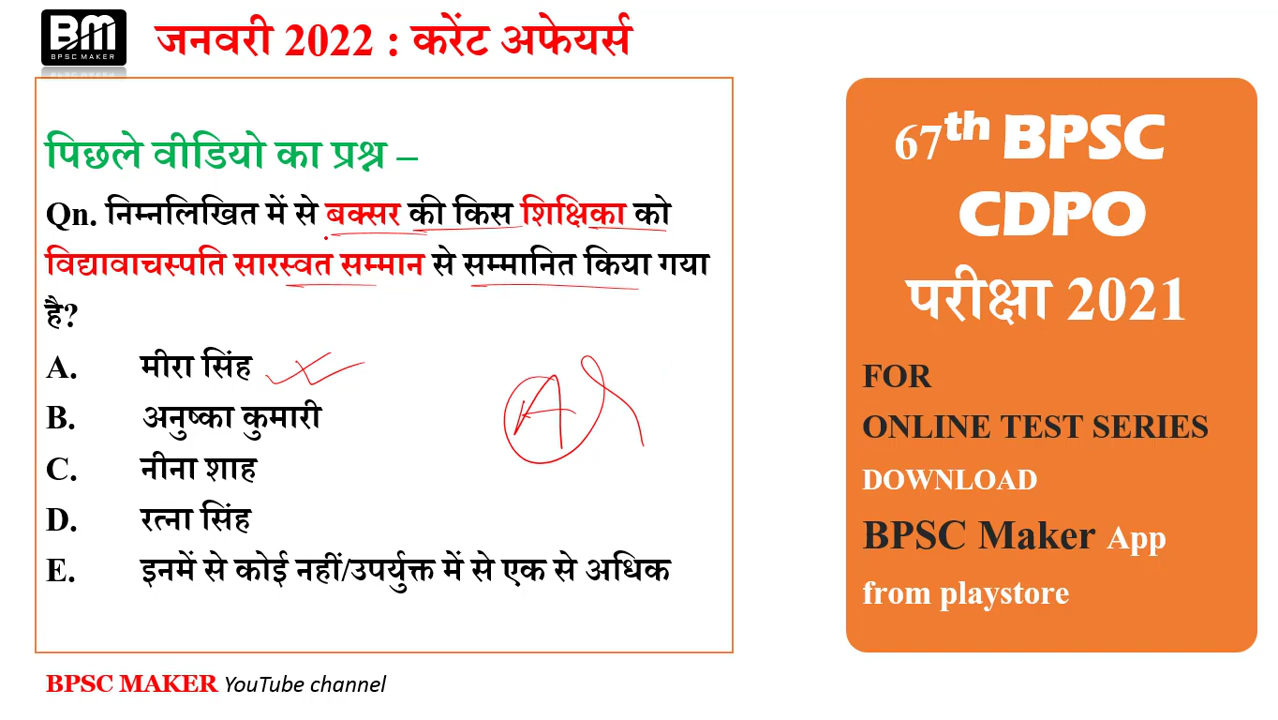 BM
BPSC MAKER
जनवरी 2022 : करेंट अफेयर्स
पिछले वीडियो का प्रश्न –
Qn. निम्नलिखित में से बक्सर की किस शिक्षिका को
विद्यावाचस्पति सारस्वत सम्मान से सम्मानित किया गया
है?
A. मीरा सिंह
B. अनुष्का कुमारी
C. नीना शाह
D. रत्ना सिंह
E. इनमें से कोई नहीं/उपर्युक्त में से एक से अधिक
A
BPSC MAKER YouTube channel
67th BPSC
CDPO
परीक्षा 2021
FOR
ONLINE TEST SERIES
DOWNLOAD
BPSC Maker App
from playstore